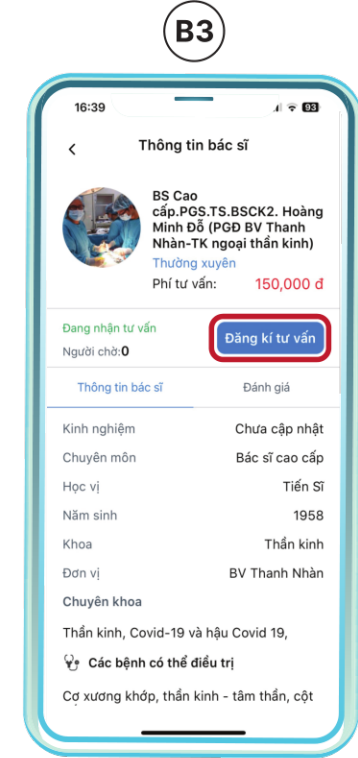 B3
16:39
93
Thông tin bác sĩ
BS Cao
cấp.PGS.TS.BSCK2. Hoàng
Minh Đỗ (PGĐ BV Thanh
Nhàn-TK ngoại thần kinh)
Thường xuyên
Phí tư vấn: 150,000 đ
Đang nhận tư vấn
Người chờ:0
Đăng kí tư vấn
Thông tin bác sĩ Đánh giá
Kinh nghiệm Chưa cập nhật
Chuyên môn Bác sĩ cao cấp
Học vị Tiến Sĩ
Năm sinh 1958
Khoa Thần kinh
Đơn vị BV Thanh Nhàn
Chuyên khoa
Thần kinh, Covid-19 và hậu Covid 19,
Các bệnh có thể điều trị
Cơ xương khớp, thần kinh - tâm thần, cột